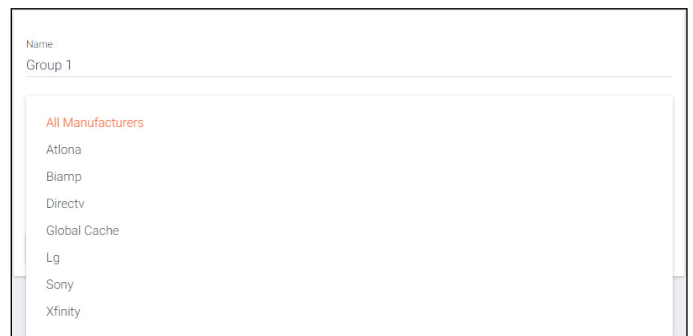 Name
Group 1
All Manufacturers
Atlona
Biamp
Directv
Global Cache
Lg
Sony
Xfinity